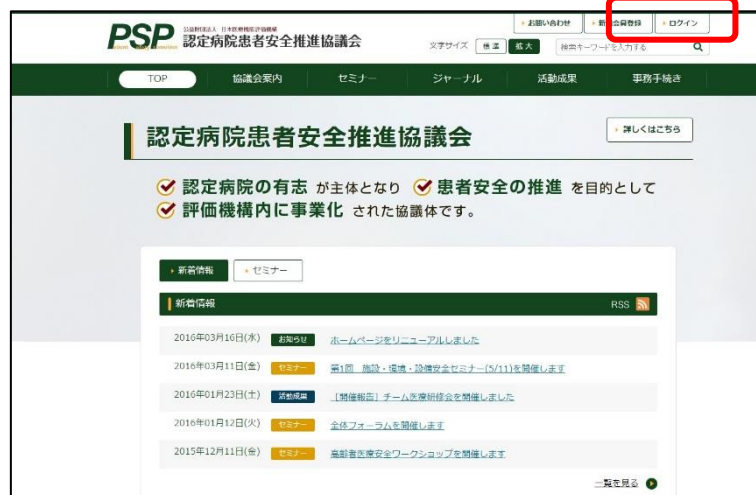 お問い合わせ
新規会員登録
ログイン
PSP
公益財団法人 日本医療機能評価機構
認定病院患者安全推進協議会
文字サイズ 標準 拡大
検索キーワードを入力する
TOP 協議会案内 セミナー ジャーナル 活動成果 事務手続き
認定病院患者安全推進協議会
詳しくはこちら
認定病院の有志 が主体となり 患者安全の推進 を目的として
評価機構内に事業化 された協議体です。
新着情報 セミナー
新着情報 RSS
2016年03月16日(水) お知らせ ホームページをリニューアルしました
2016年03月11日(金) セミナー 第1回 施設・環境・設備安全セミナー(5/11)を開催します
2016年01月23日(土) 活動成果 [開催報告] チーム医療研修会を開催しました
2016年01月12日(火) セミナー 全体フォーラムを開催します
2015年12月11日(金) セミナー 高齢者医療安全ワークショップを開催します
一覧を見る